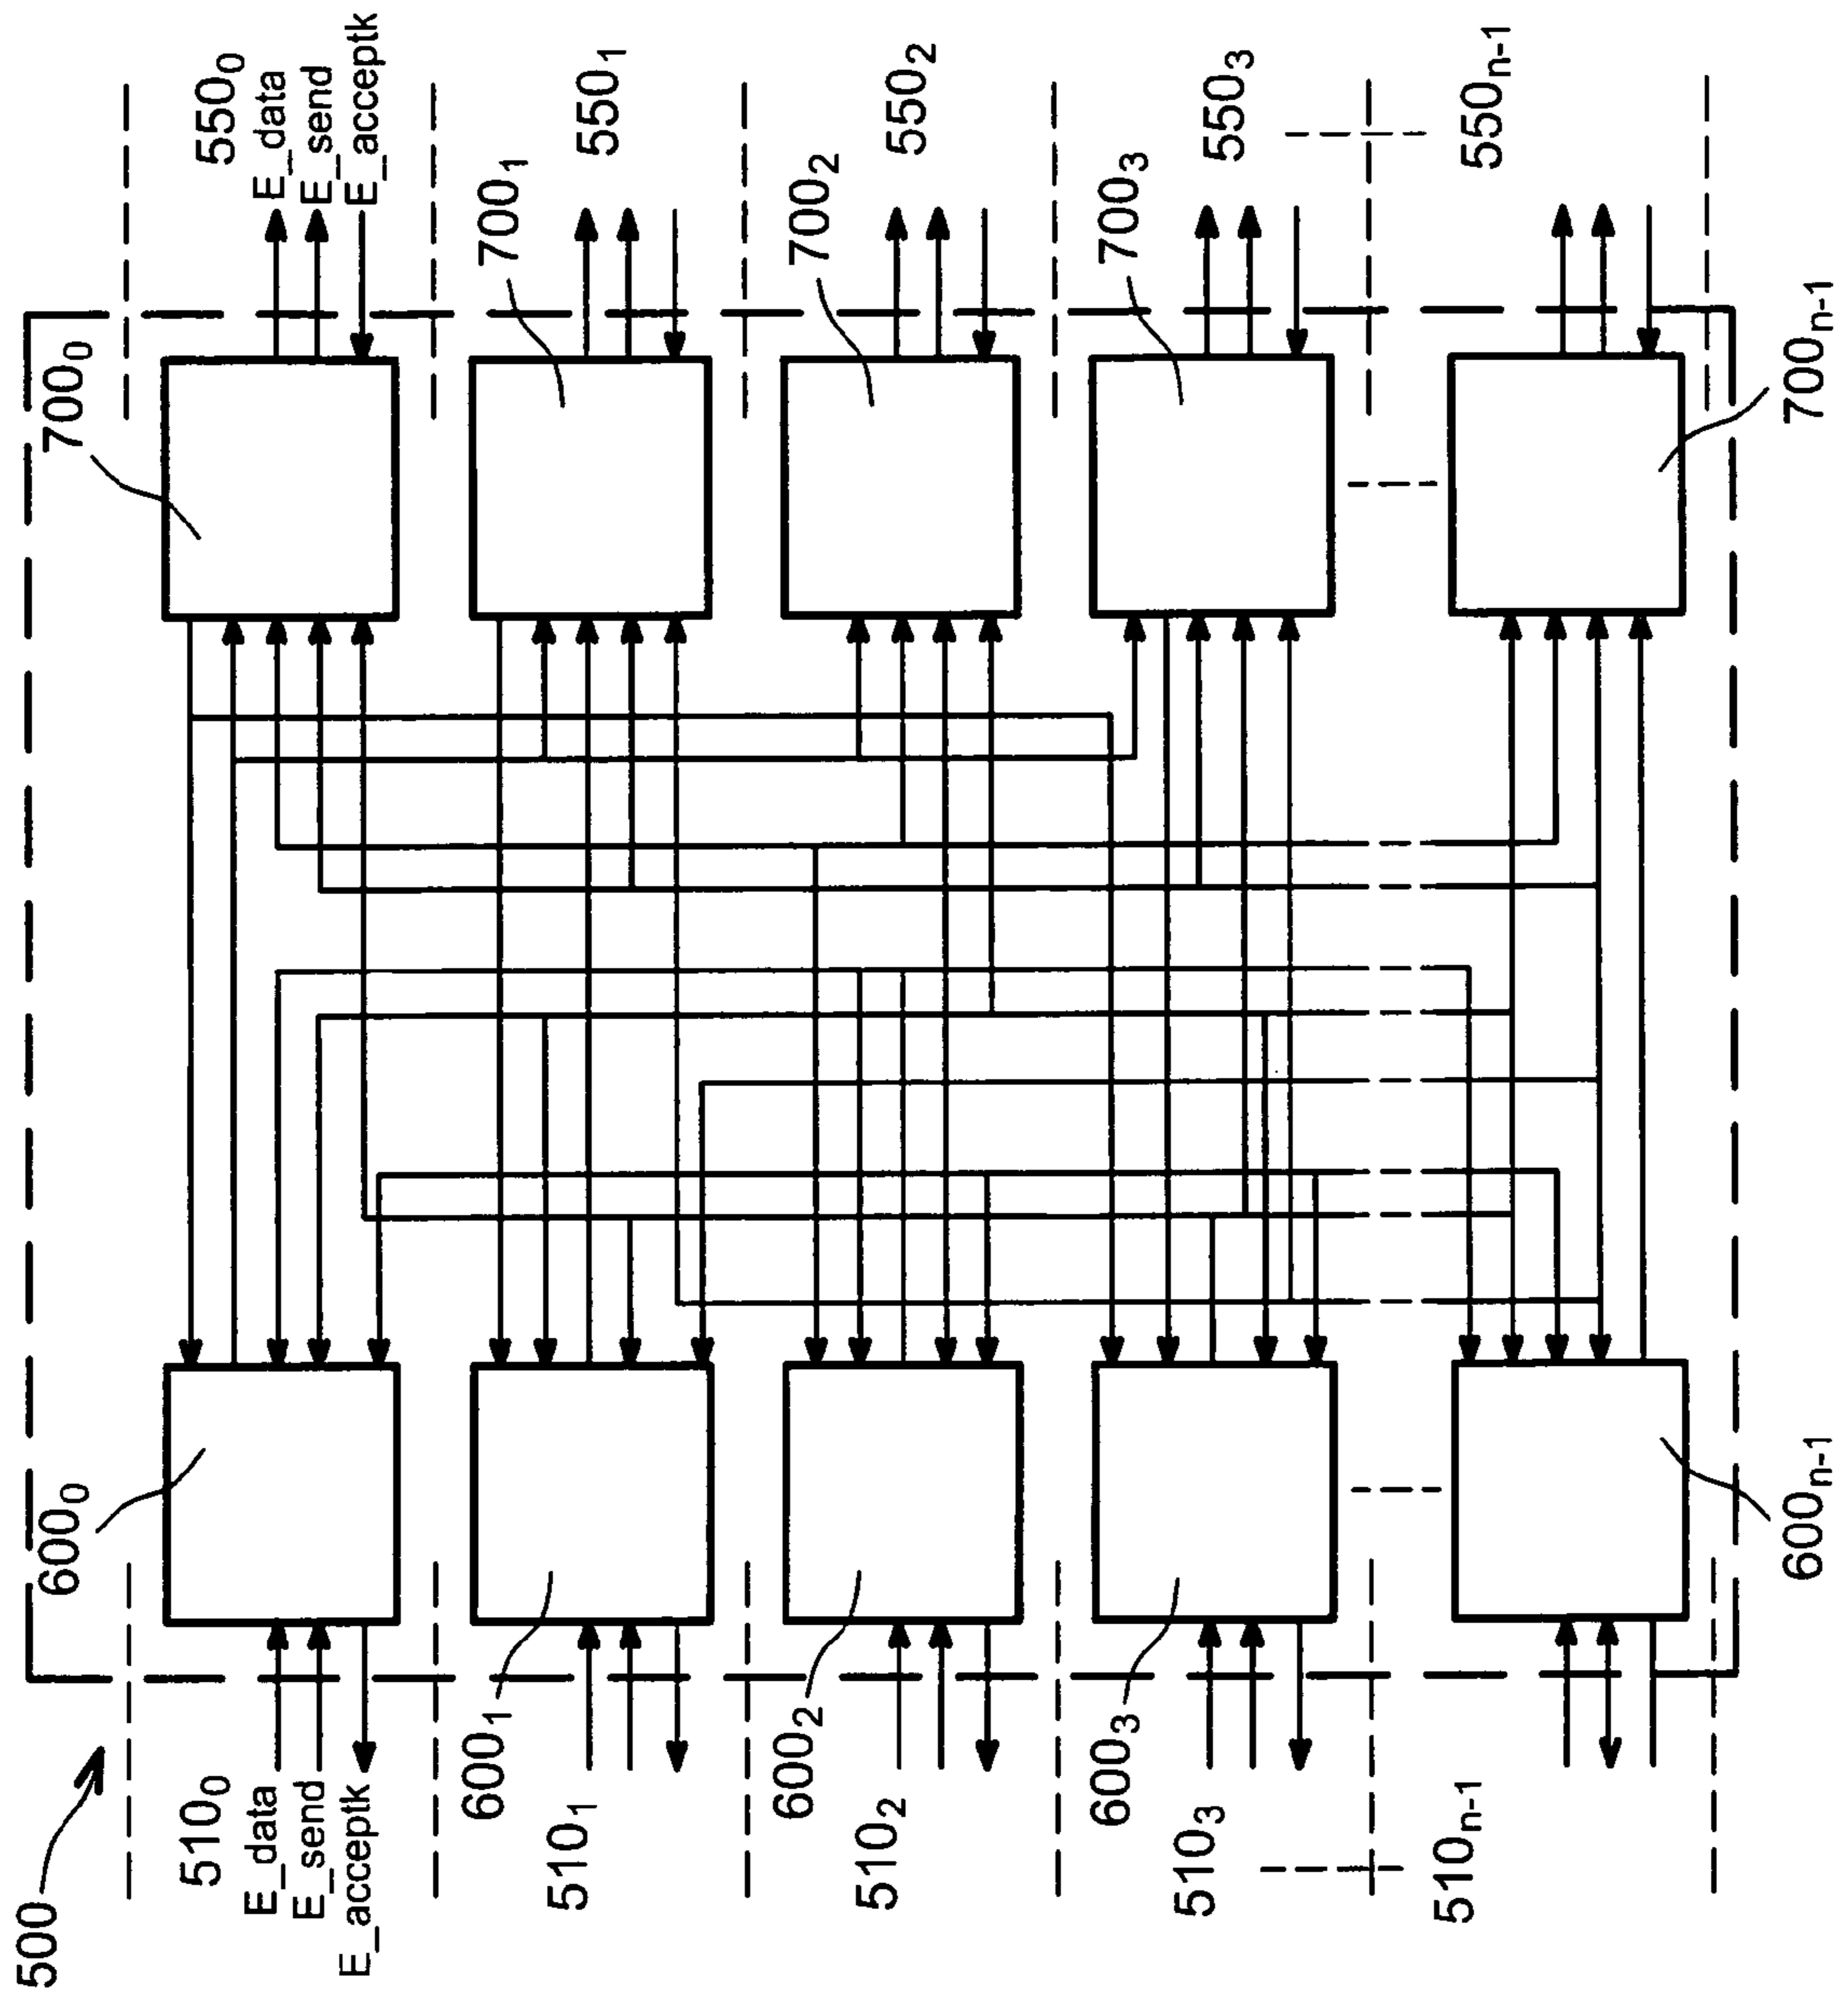 500
510₀
E_data
E_send
E_acceptk
600₀
700₀
550₀
E_data
E_send
E_acceptk
510₁
600₁
700₁
550₁
510₂
600₂
700₂
550₂
510₃
600₃
700₃
550₃
510ₙ₋₁
600ₙ₋₁
700ₙ₋₁
550ₙ₋₁